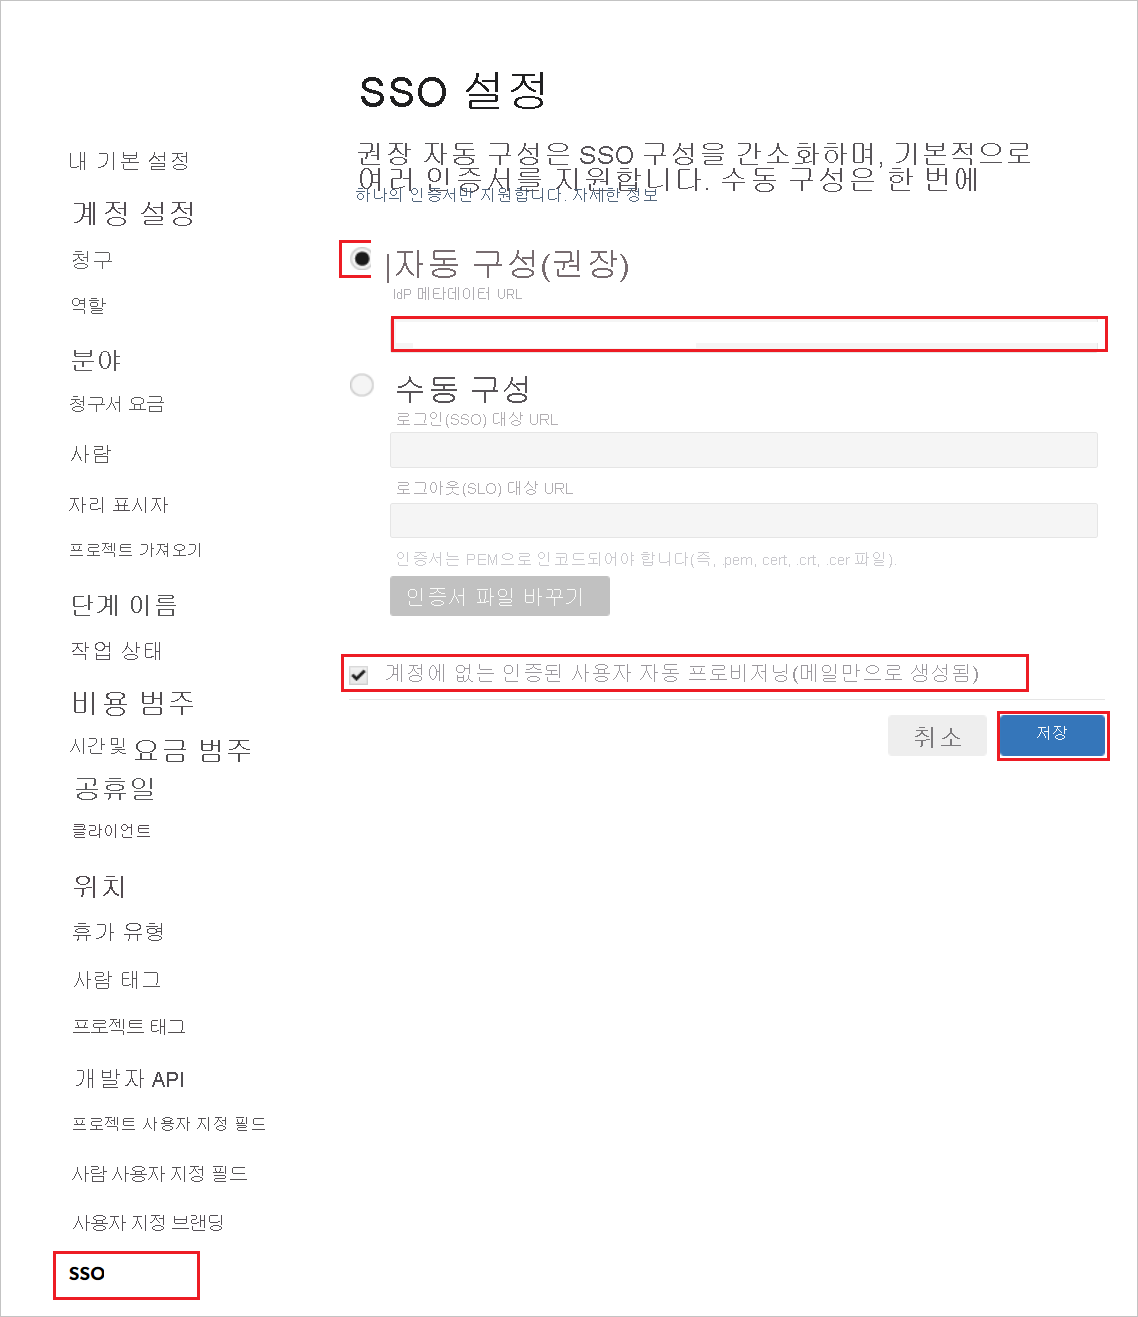 SSO 설정
권장 자동 구성은 SSO 구성을 간소화하며, 기본적으로
여러 인증서를 지원합니다. 수동 구성은 한 번에
하나의 인증서만 지원합니다. 자세한 정보
내 기본 설정
계정 설정
청구
역할
분야
청구서 요금
사람
자리 표시자
프로젝트 가져오기
단계 이름
작업 상태
비용 범주
시간 및 요금 범주
공휴일
클라이언트
위치
휴가 유형
사람 태그
프로젝트 태그
개발자 API
프로젝트 사용자 지정 필드
사람 사용자 지정 필드
사용자 지정 브랜딩
SSO
|자동 구성(권장)
IdP 메타데이터 URL
수동 구성
로그인(SSO) 대상 URL
로그아웃(SLO) 대상 URL
인증서는 PEM으로 인코드되어야 합니다(즉, .pem, cert, .crt, .cer 파일).
인증서 파일 바꾸기
계정에 없는 인증된 사용자 자동 프로비저닝(메일만으로 생성됨)
취소
저장